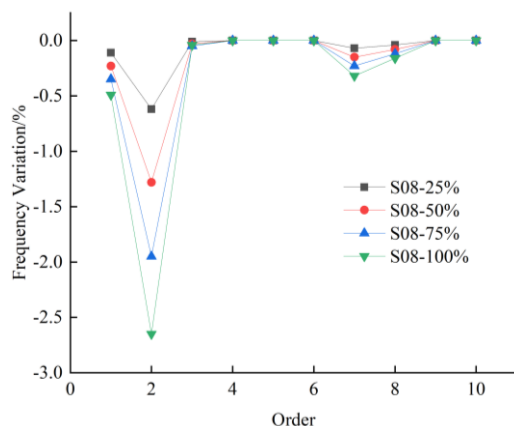 0.0
-0.5
-1.0
-1.5
-2.0
-2.5
-3.0
Frequency Variation/%
S08-25%
S08-50%
S08-75%
S08-100%
0 2 4 6 8 10
Order